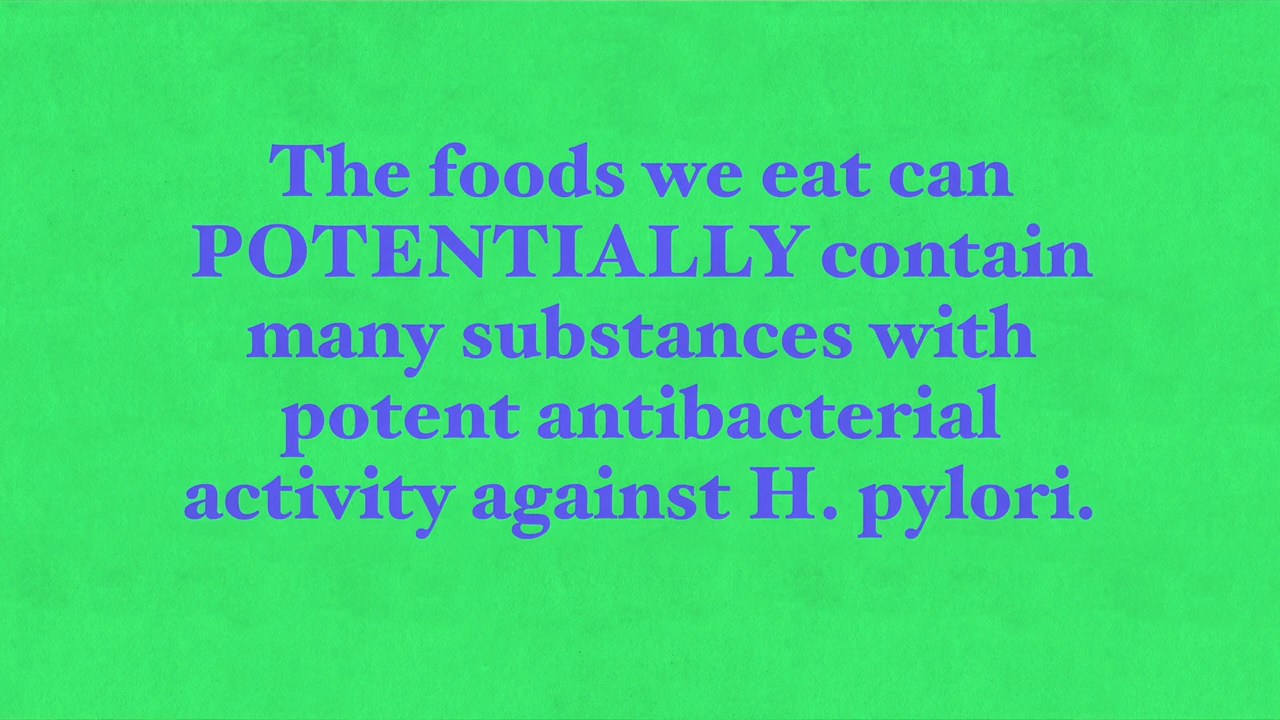 The foods we eat can
POTENTIALLY contain
many substances with
potent antibacterial
activity against H. pylori.